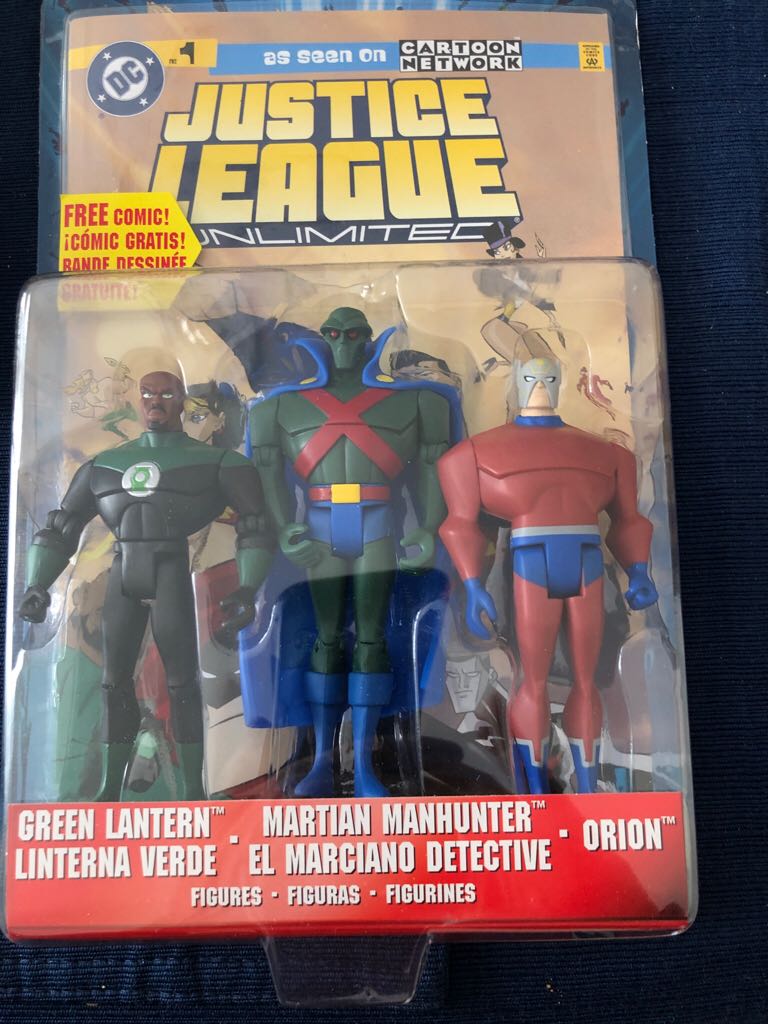 DC
1
as seen on CARTOON NETWORK
JUSTICE
LEAGUE
UNLIMITED
FREE COMIC!
¡CÓMIC GRATIS!
BANDE DESSINÉE
GRATUITE!
GREEN LANTERN™ · MARTIAN MANHUNTER™ · ORION™
LINTERNA VERDE EL MARCIANO DETECTIVE
FIGURES · FIGURAS · FIGURINES